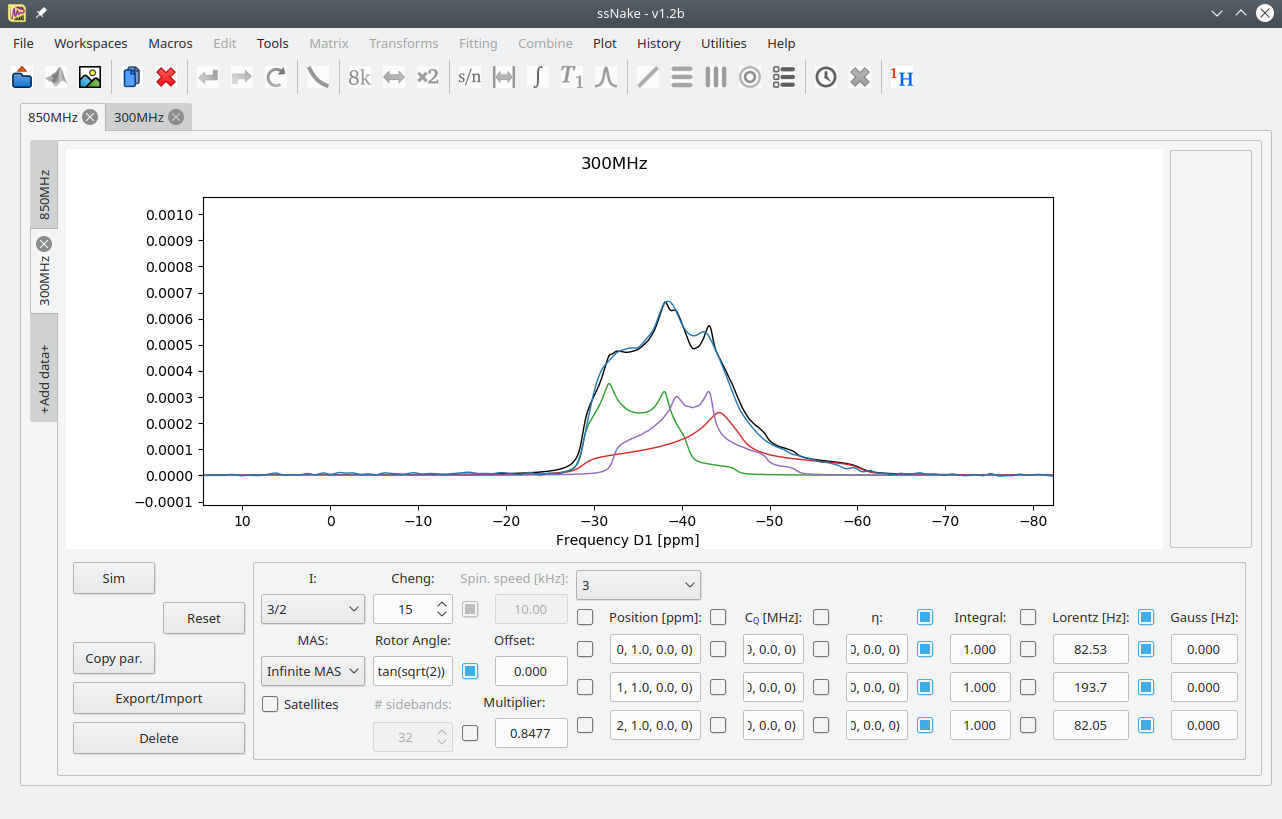 ssNake - v1.2b
File Workspaces Macros Edit Tools Matrix Transforms Fitting Combine Plot History Utilities Help
8k ×2 s/n ∫ T1 1H
850MHz 300MHz
850MHz
300MHz
+Add data+
300MHz
0.0010
0.0009
0.0008
0.0007
0.0006
0.0005
0.0004
0.0003
0.0002
0.0001
0.0000
−0.0001
10 0 −10 −20 −30 −40 −50 −60 −70 −80
Frequency D1 [ppm]
Sim
Reset
Copy par.
Export/Import
Delete
I: Cheng: Spin. speed [kHz]: 3
3/2 15 10.00
MAS: Rotor Angle: Offset:
Infinite MAS tan(sqrt(2)) 0.000
Satellites # sidebands: Multiplier:
32 0.8477
Position [ppm]: CQ [MHz]: η: Integral: Lorentz [Hz]: Gauss [Hz]:
0, 1.0, 0.0, 0) ), 0.0, 0) 0, 0.0, 0) 1.000 82.53 0.000
1, 1.0, 0.0, 0) ), 0.0, 0) 0, 0.0, 0) 1.000 193.7 0.000
2, 1.0, 0.0, 0) ), 0.0, 0) 0, 0.0, 0) 1.000 82.05 0.000